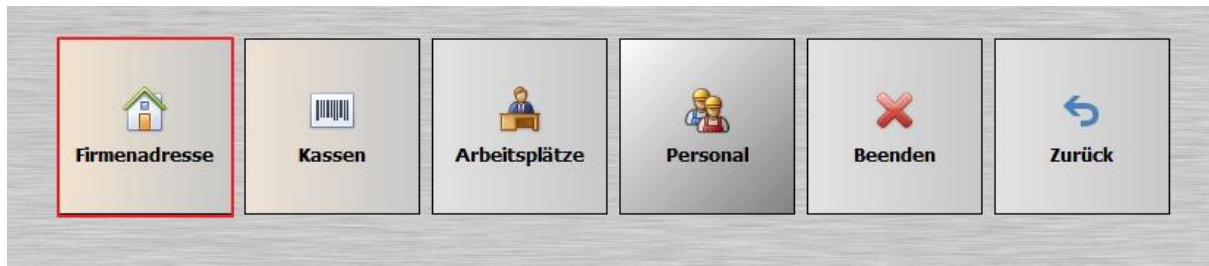 Firmenadresse
Kassen
Arbeitsplätze
Personal
Beenden
Zurück